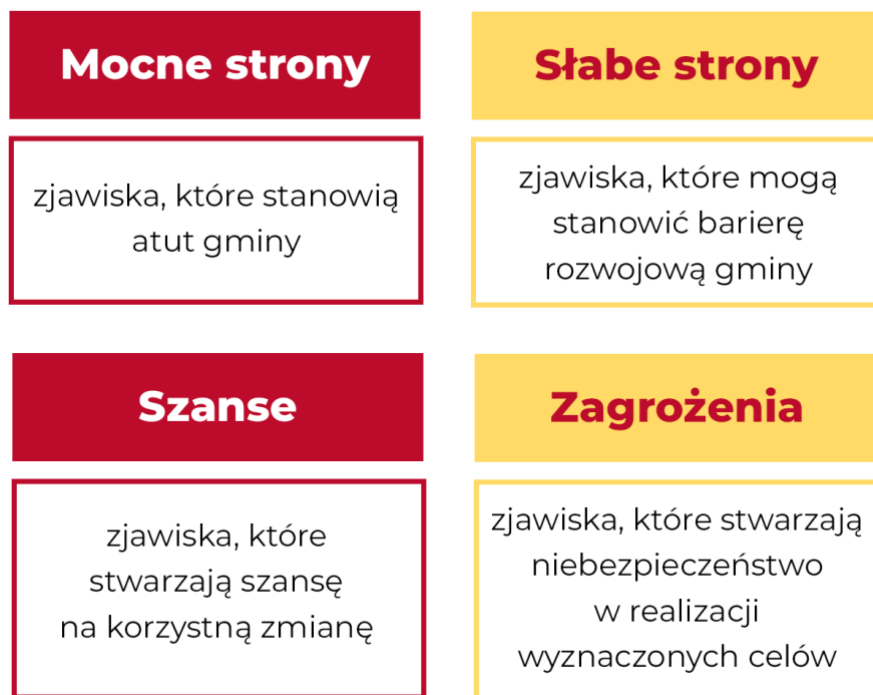 Mocne strony
zjawiska, które stanowią
atut gminy
Słabe strony
zjawiska, które mogą
stanowić barierę
rozwojową gminy
Szanse
zjawiska, które
stwarzają szansę
na korzystną zmianę
Zagrożenia
zjawiska, które stwarzają
niebezpieczeństwo
w realizacji
wyznaczonych celów